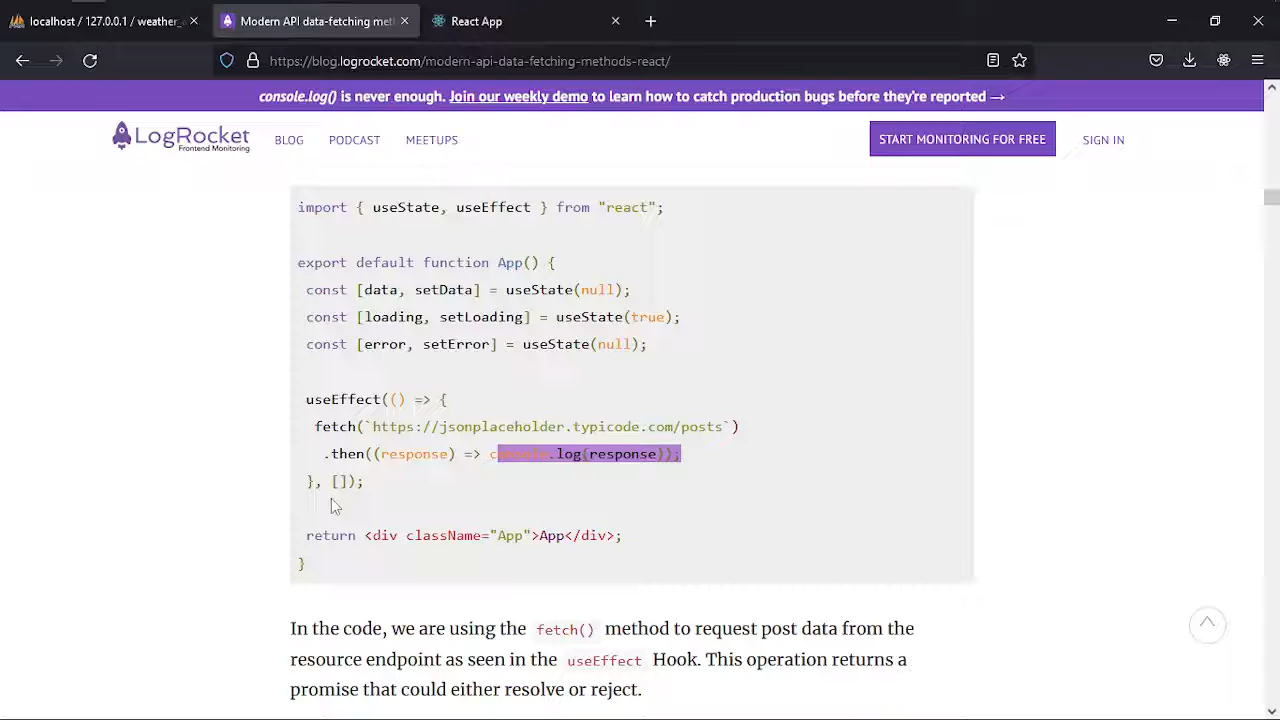 localhost / 127.0.0.1 / weather_
Modern API data-fetching met
React App
https://blog.logrocket.com/modern-api-data-fetching-methods-react/
console.log() is never enough. Join our weekly demo to learn how to catch production bugs before they're reported →
LogRocket
Frontend Monitoring
BLOG
PODCAST
MEETUPS
START MONITORING FOR FREE
SIGN IN
import { useState, useEffect } from "react";
export default function App() {
const [data, setData] = useState(null);
const [loading, setLoading] = useState(true);
const [error, setError] = useState(null);
useEffect(() => {
fetch(`https://jsonplaceholder.typicode.com/posts`)
.then((response) => console.log(response));
}, []);
return <div className="App">App</div>;
}
In the code, we are using the fetch() method to request post data from the
resource endpoint as seen in the useEffect Hook. This operation returns a
promise that could either resolve or reject.